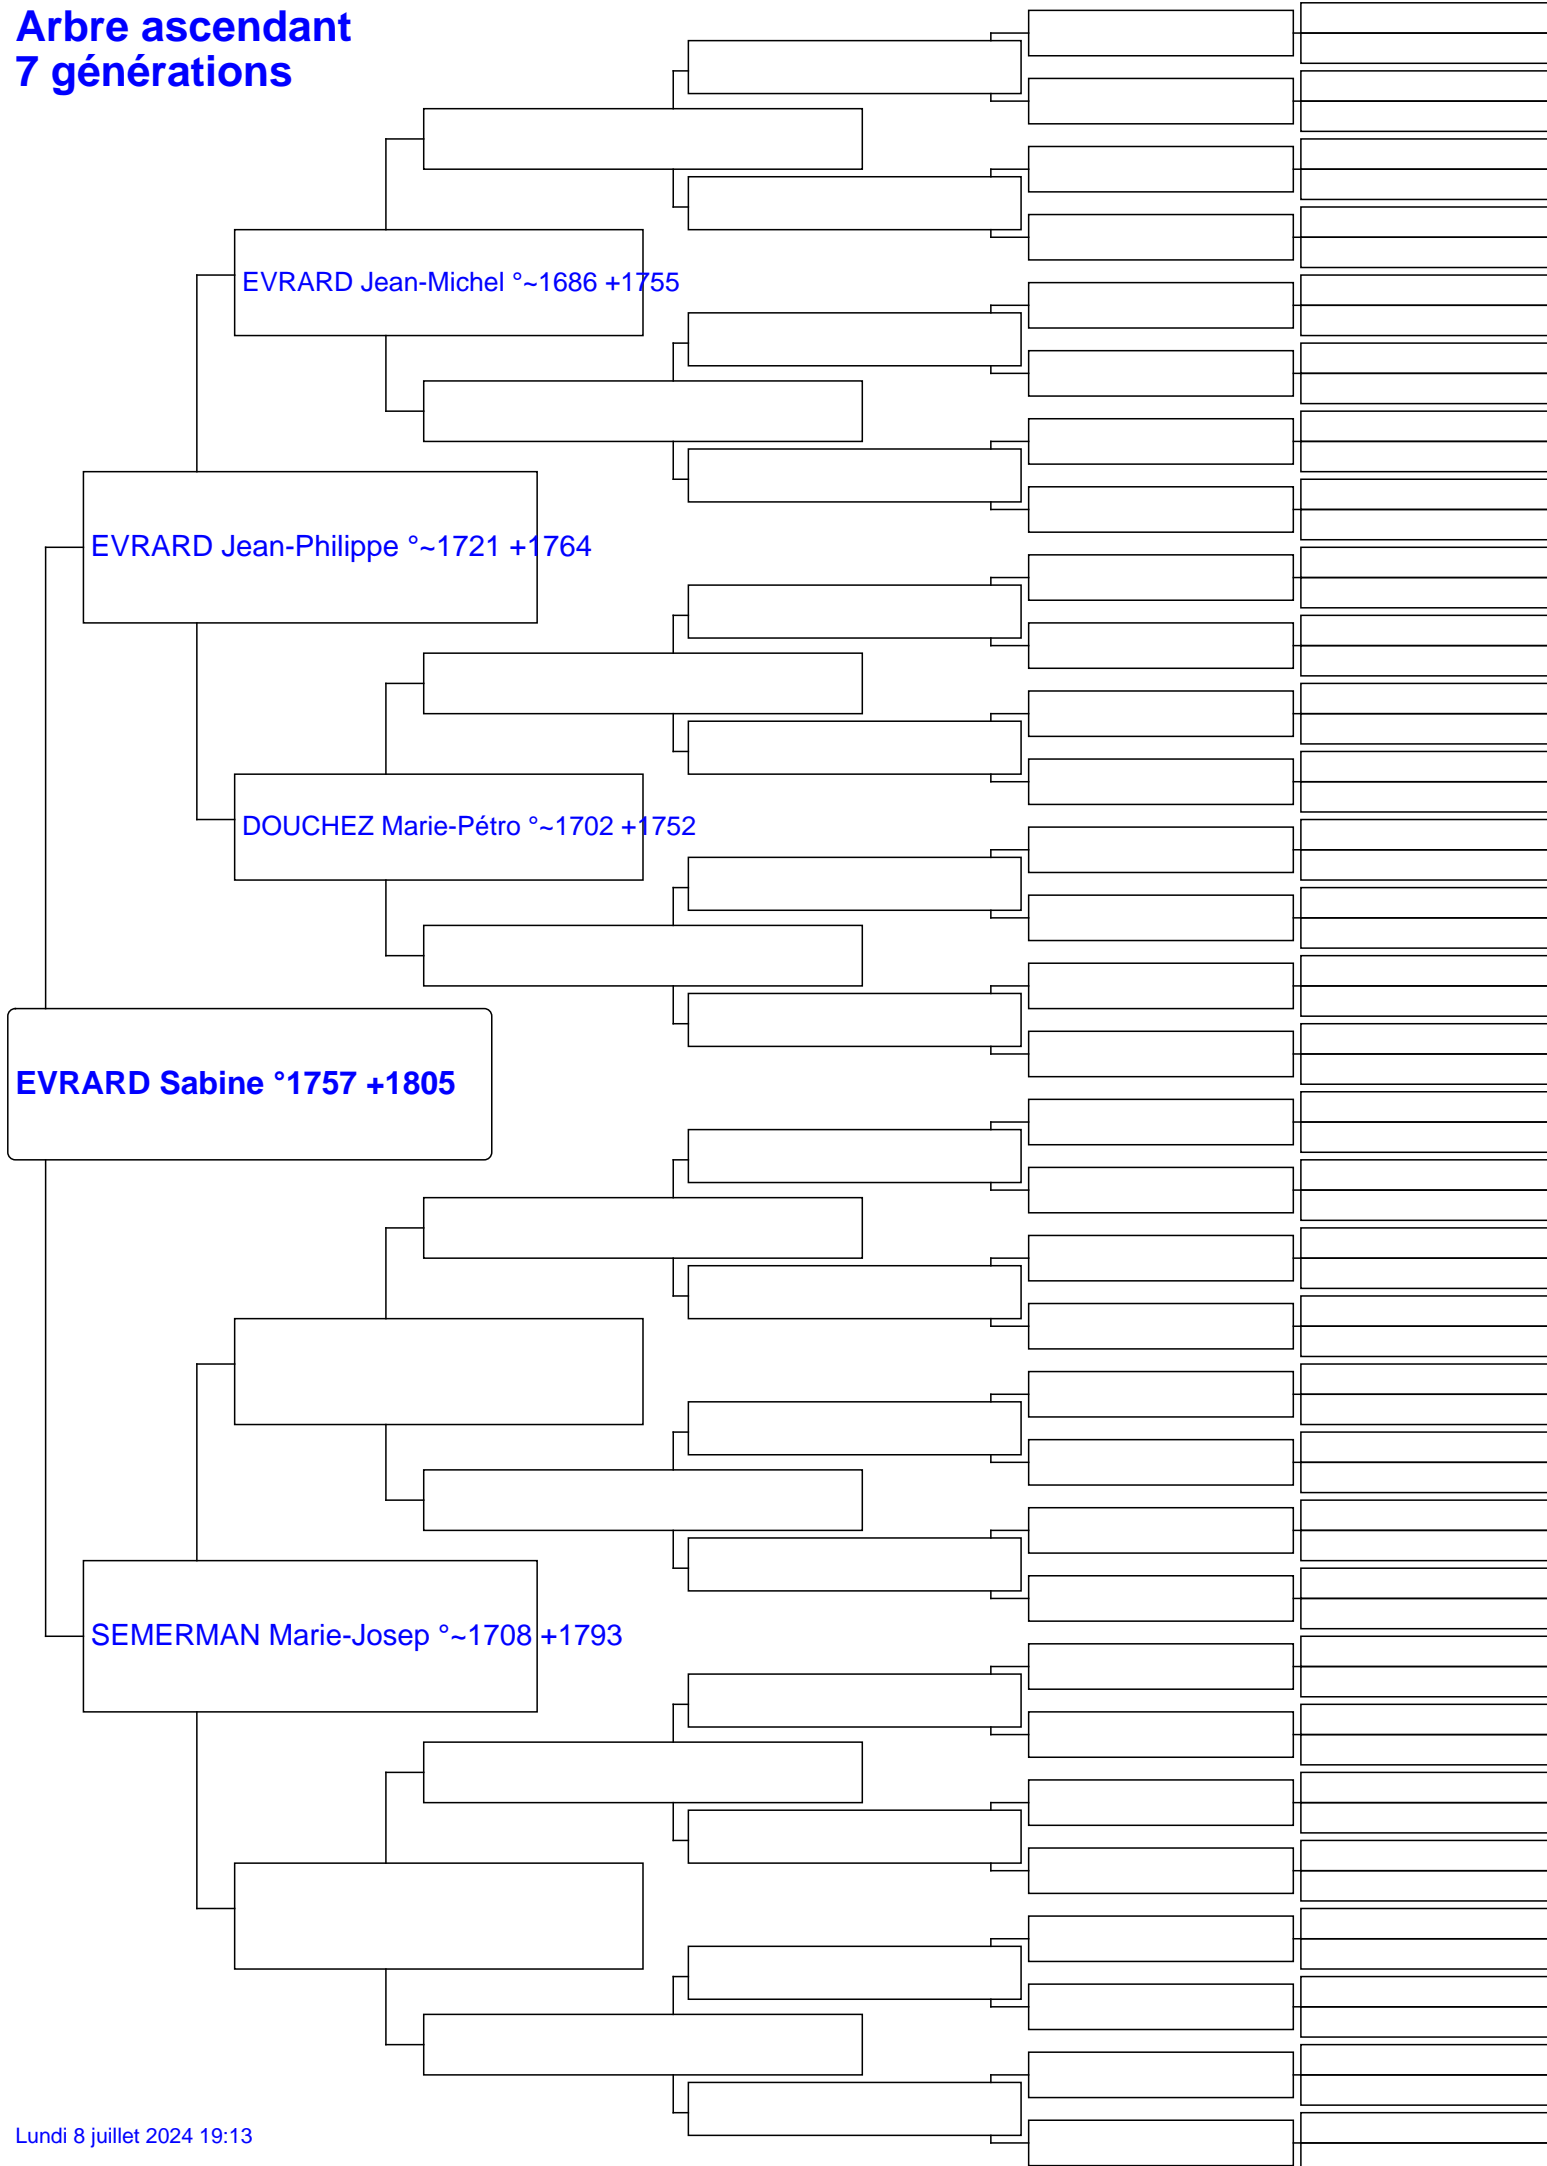 Arbre ascendant
7 générations
EVRARD Jean-Michel °~1686 +1755
EVRARD Jean-Philippe °~1721 +1764
DOUCHEZ Marie-Pétro °~1702 +1752
EVRARD Sabine °1757 +1805
SEMERMAN Marie-Josep °~1708 +1793
Lundi 8 juillet 2024 19:13